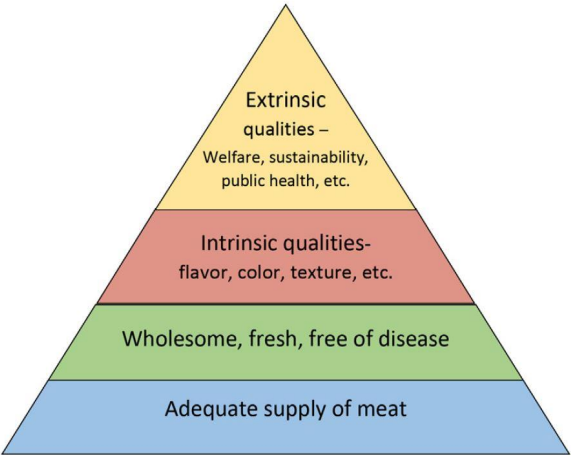 Extrinsic
qualities –
Welfare, sustainability,
public health, etc.
Intrinsic qualities-
flavor, color, texture, etc.
Wholesome, fresh, free of disease
Adequate supply of meat